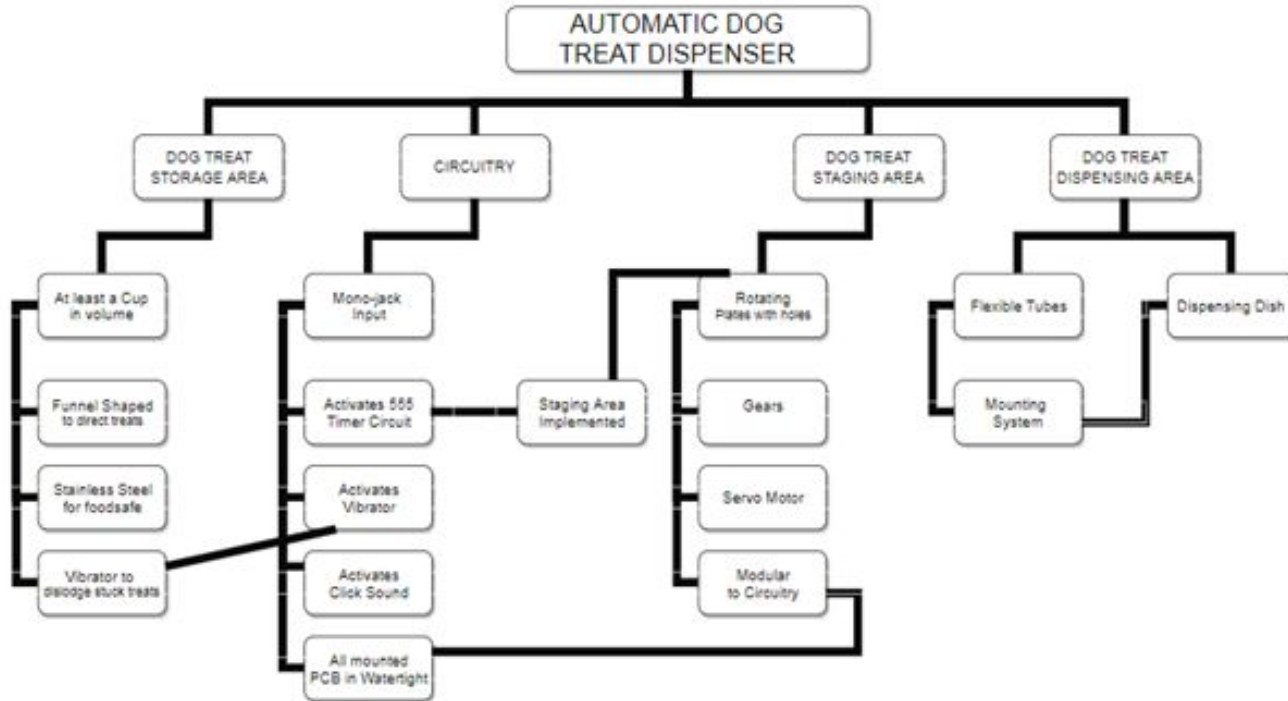 AUTOMATIC DOG
TREAT DISPENSER
DOG TREAT
STORAGE AREA
CIRCUITRY
DOG TREAT
STAGING AREA
DOG TREAT
DISPENSING AREA
At least a Cup
in volume
Mono-jack
Input
Rotating
Plates with holes
Flexible Tubes
Dispensing Dish
Funnel Shaped
to direct treats
Activates 555
Timer Circuit
Staging Area
Implemented
Gears
Mounting
System
Stainless Steel
for foodsafe
Activates
Vibrator
Servo Motor
Vibrator to
dislodge stuck treats
Activates
Click Sound
Modular
to Circuitry
All mounted
PCB in Watertight